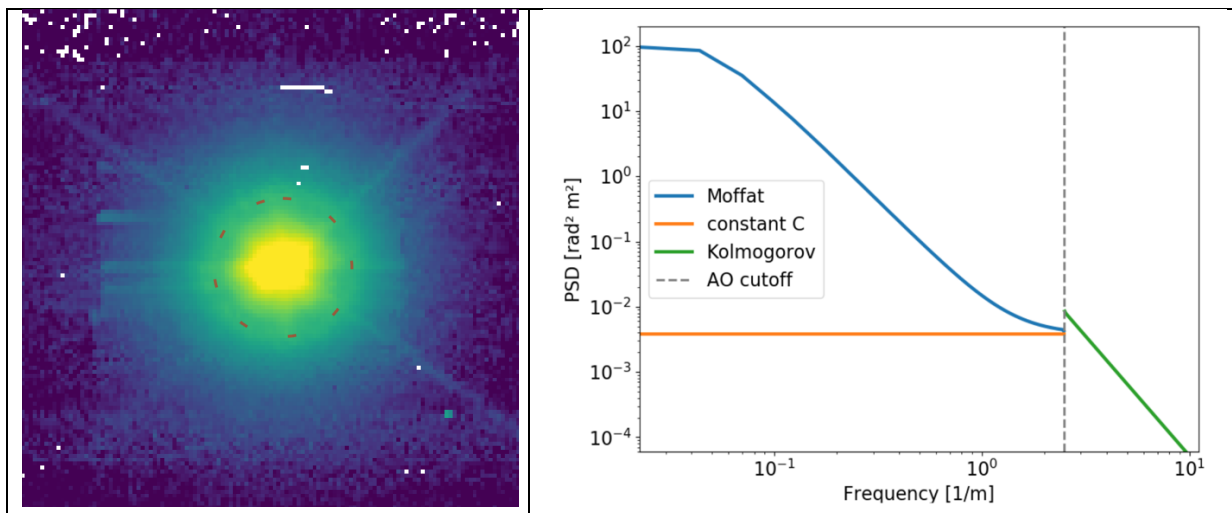 10²
10¹
10⁰
10⁻¹
10⁻²
10⁻³
10⁻⁴
PSD [rad² m²]
Moffat
constant C
Kolmogorov
AO cutoff
10⁻¹
10⁰
10¹
Frequency [1/m]